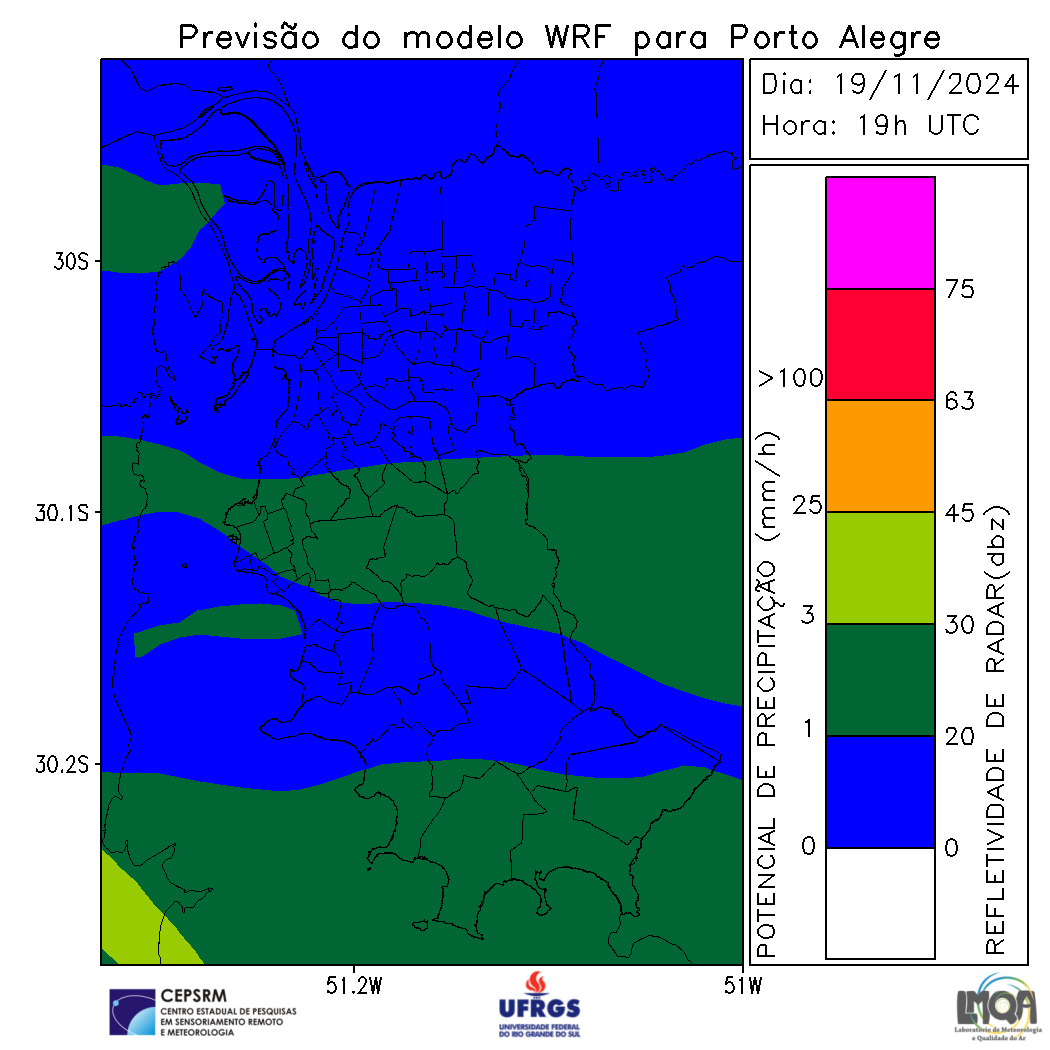 Previsão do modelo WRF para Porto Alegre
Dia: 19/11/2024
Hora: 19h UTC
30S
30.1S
30.2S
51.2W
51W
POTENCIAL DE PRECIPITAÇÃO (mm/h)
>100
25
3
1
0
75
63
45
30
20
0
REFLETIVIDADE DE RADAR(dbz)
CEPSRM
CENTRO ESTADUAL DE PESQUISAS
EM SENSORIAMENTO REMOTO
E METEOROLOGIA
UFRGS
UNIVERSIDADE FEDERAL
DO RIO GRANDE DO SUL
LMQA
Laboratório de Meteorologia
e Qualidade do Ar